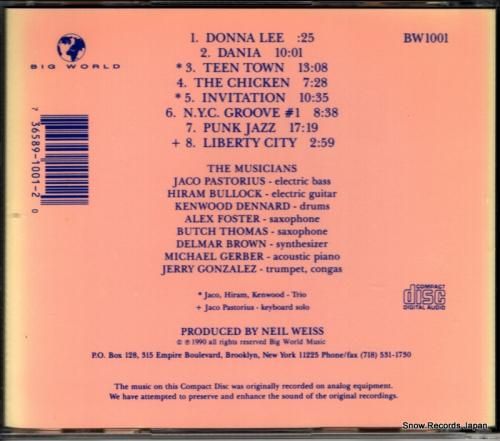 BIG WORLD
BW1001
1. DONNA LEE :25
2. DANIA 10:01
*3. TEEN TOWN 13:08
4. THE CHICKEN 7:28
*5. INVITATION 10:35
6. N.Y.C. GROOVE #1 8:38
7. PUNK JAZZ 17:19
+ 8. LIBERTY CITY 2:59
7 36589-1001-2 0
THE MUSICIANS
JACO PASTORIUS - electric bass
HIRAM BULLOCK - electric guitar
KENWOOD DENNARD - drums
ALEX FOSTER - saxophone
BUTCH THOMAS - saxophone
DELMAR BROWN - synthesizer
MICHAEL GERBER - acoustic piano
JERRY GONZALEZ - trumpet, congas
* Jaco, Hiram, Kenwood - Trio
+ Jaco Pastorius - keyboard solo
COMPACT
disc
DIGITAL AUDIO
PRODUCED BY NEIL WEISS
© ℗ 1990 all rights reserved Big World Music
P.O. Box 128, 315 Empire Boulevard, Brooklyn, New York 11225 Phone/fax (718) 531-1730
The music on this Compact Disc was originally recorded on analog equipment.
We have attempted to preserve and enhance the sound of the original recordings.
Snow Records Japan
snowrecords.jp